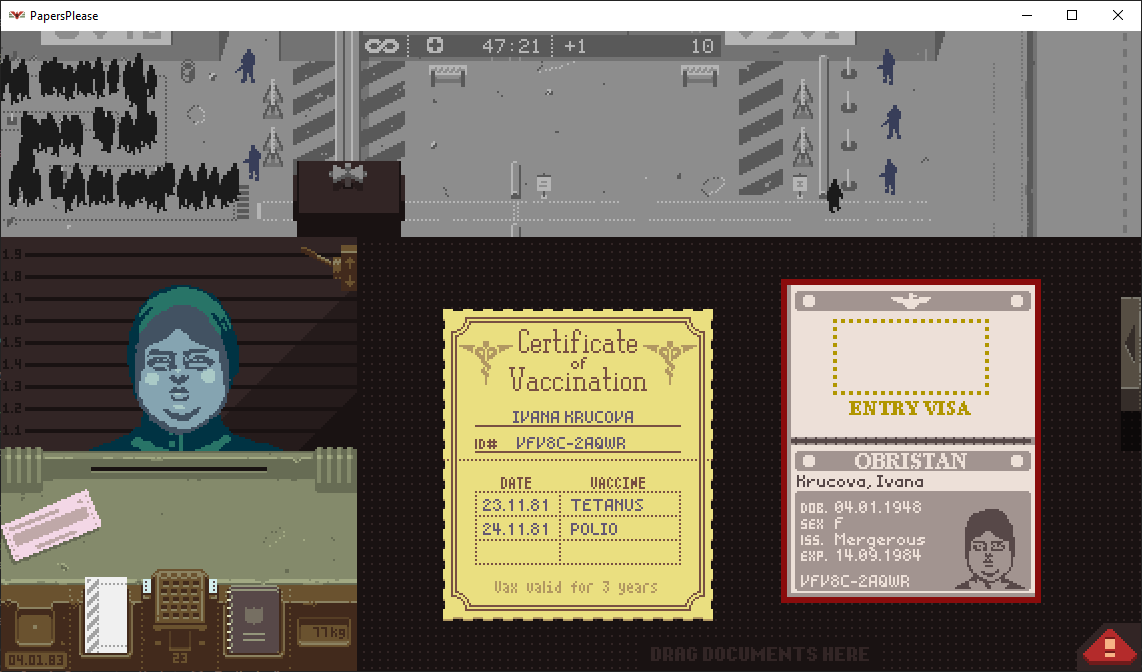 PapersPlease
47:21 +1 10
1.9
1.8
1.7
1.6
1.5
1.4
1.3
1.2
1.1
Certificate
of
Vaccination
IVANA KRUCOVA
ID# VFV8C-2AQWR
DATE VACCINE
23.11.81 TETANUS
24.11.81 POLIO
Vax valid for 3 years
ENTRY VISA
OBRISTAN
Krucova, Ivana
DOB. 04.01.1948
SEX F
ISS. Mergerous
EXP. 14.09.1984
VFV8C-2AQWR
77kg
04.01.83
23
DRAG DOCUMENTS HERE